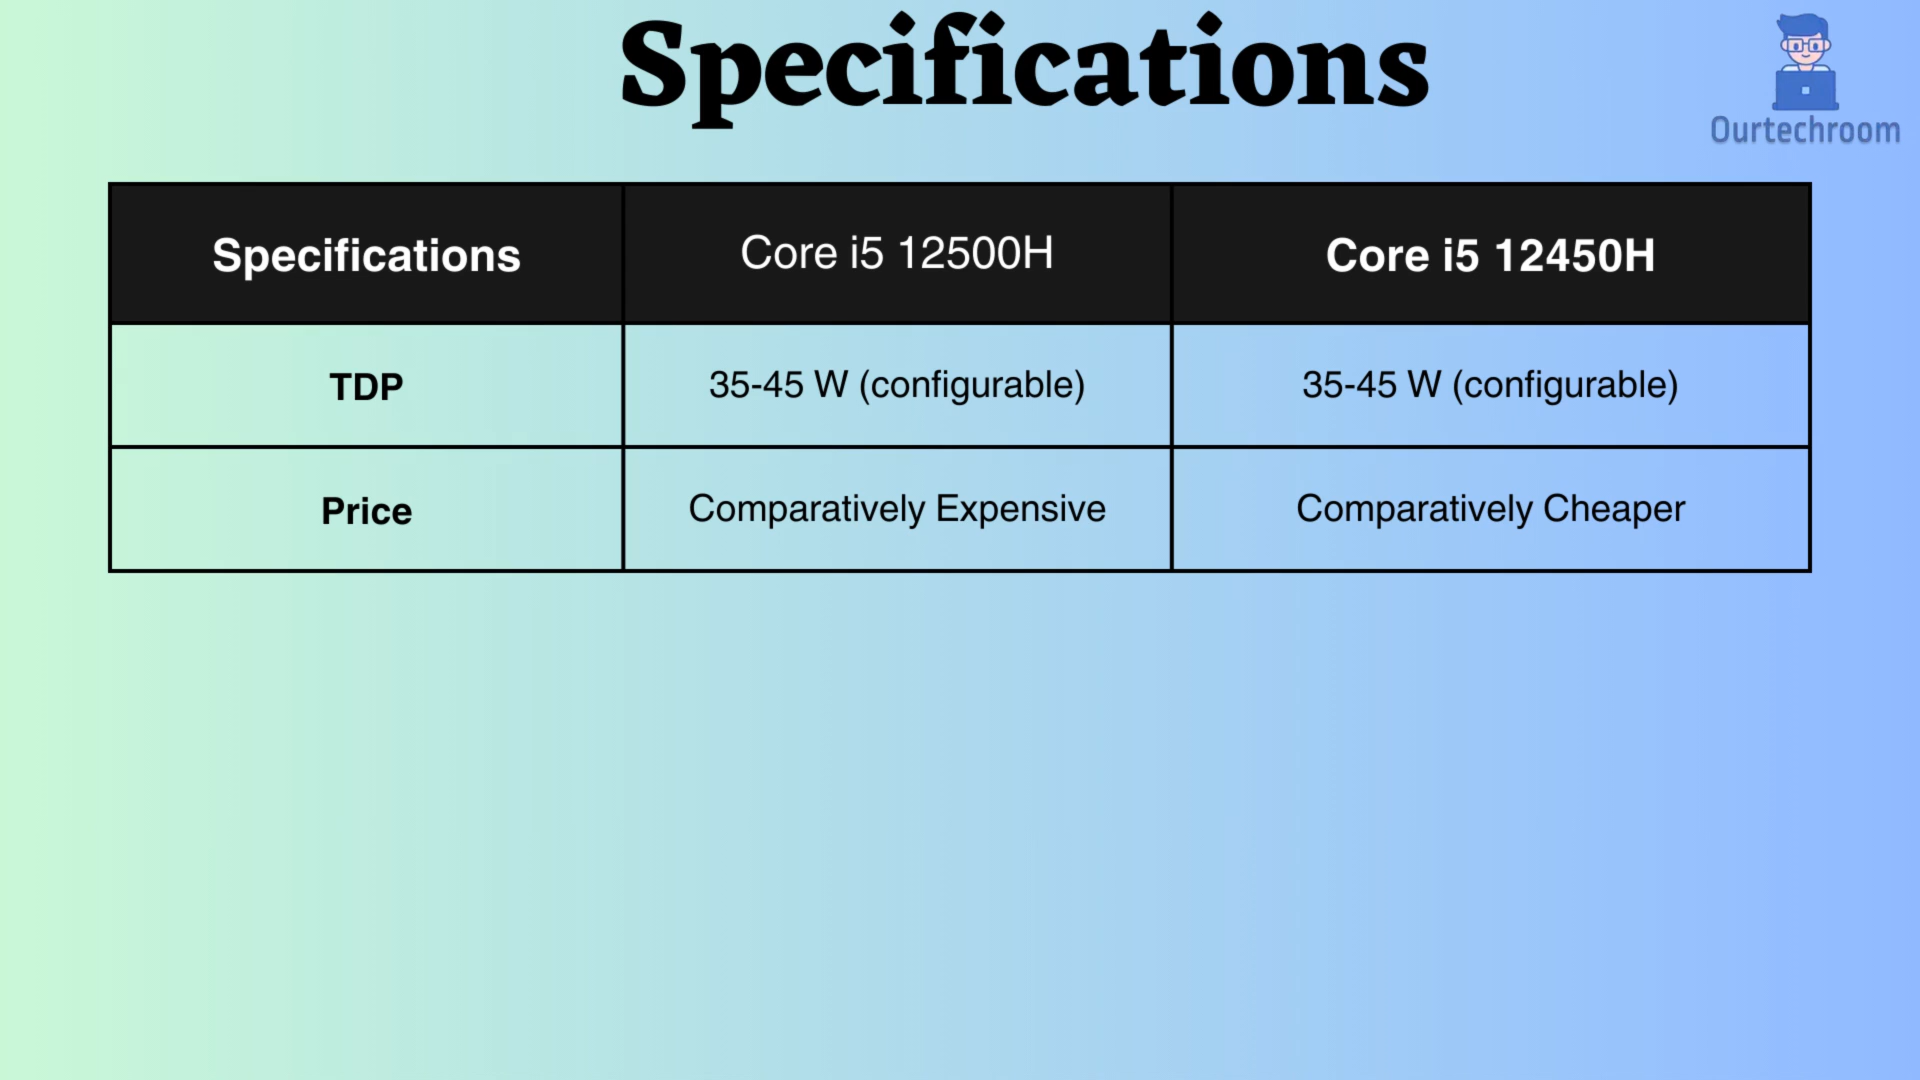 Specifications
Ourtechroom
Specifications Core i5 12500H Core i5 12450H
TDP 35-45 W (configurable) 35-45 W (configurable)
Price Comparatively Expensive Comparatively Cheaper